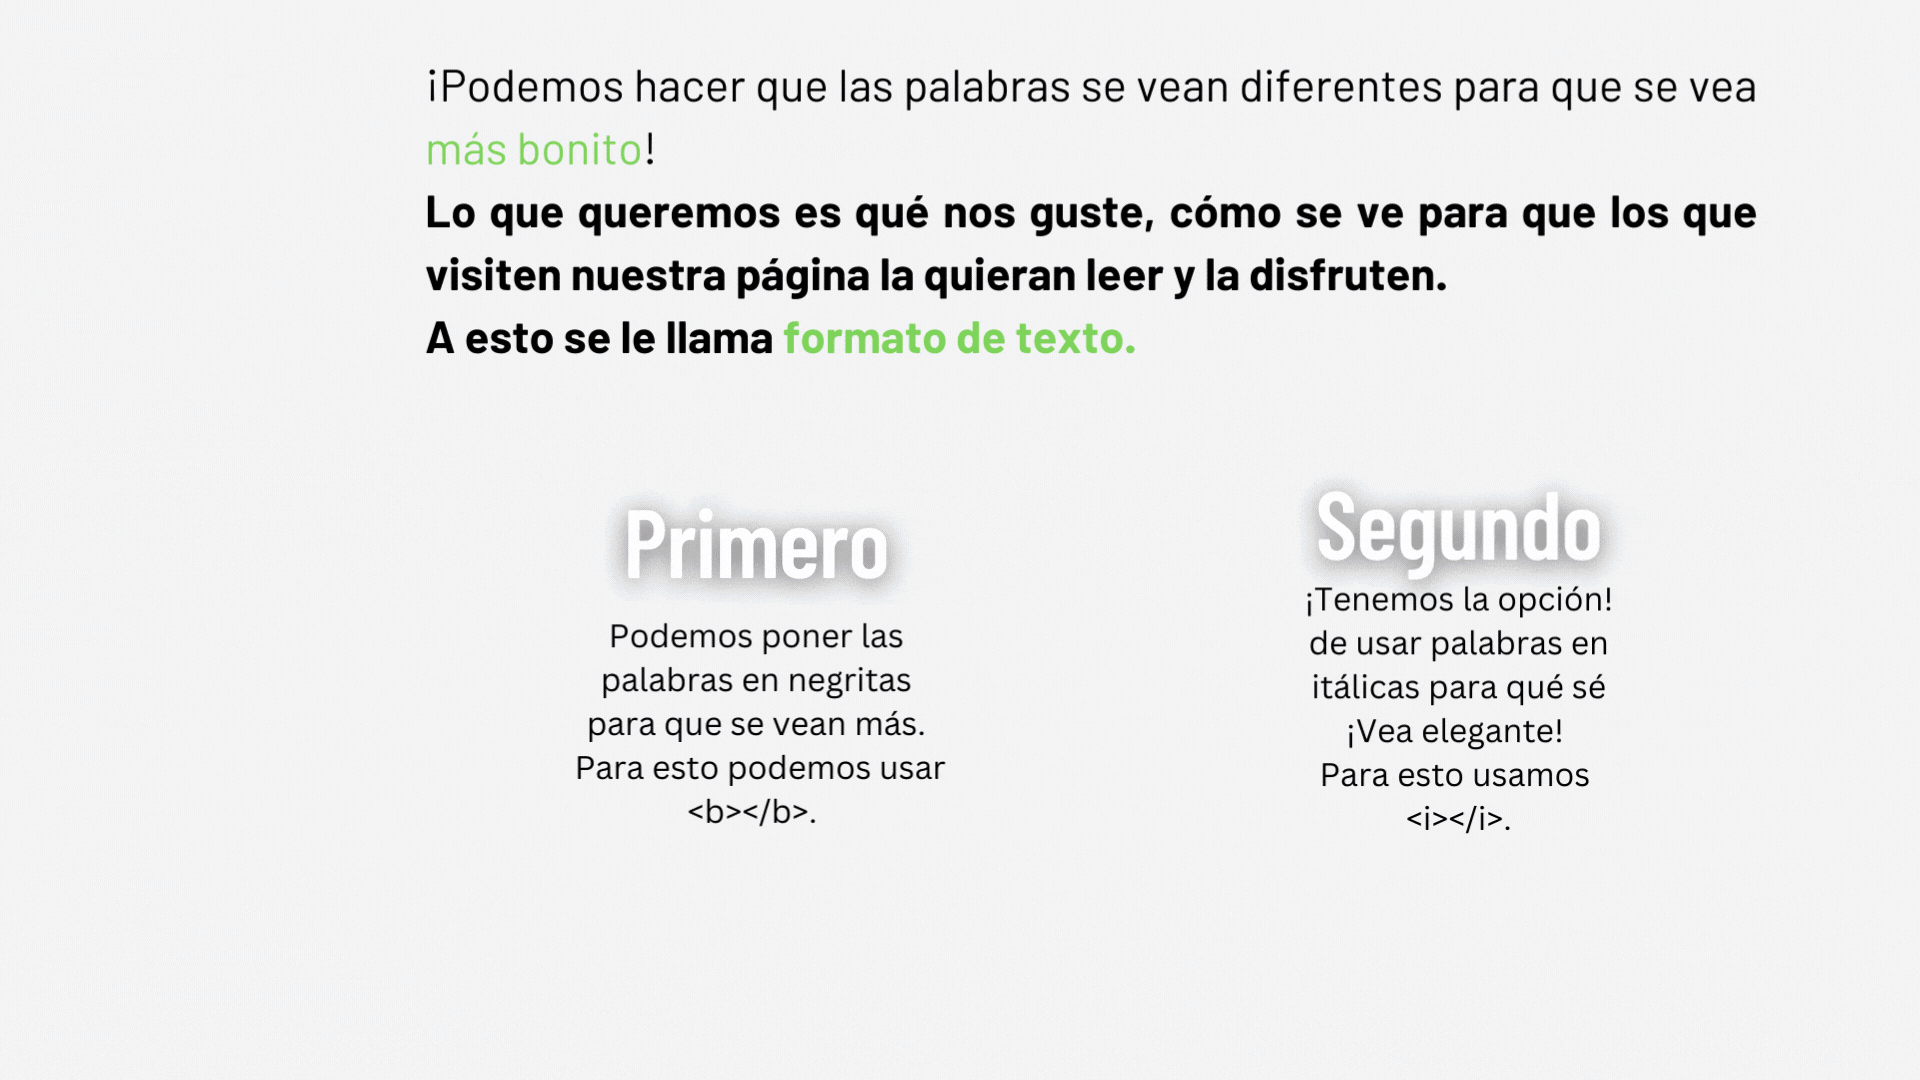 ¡Podemos hacer que las palabras se vean diferentes para que se vea
más bonito!
Lo que queremos es qué nos guste, cómo se ve para que los que
visiten nuestra página la quieran leer y la disfruten.
A esto se le llama formato de texto.
Primero
Podemos poner las
palabras en negritas
para que se vean más.
Para esto podemos usar
<b></b>.
Segundo
¡Tenemos la opción!
de usar palabras en
itálicas para qué sé
¡Vea elegante!
Para esto usamos
<i></i>.